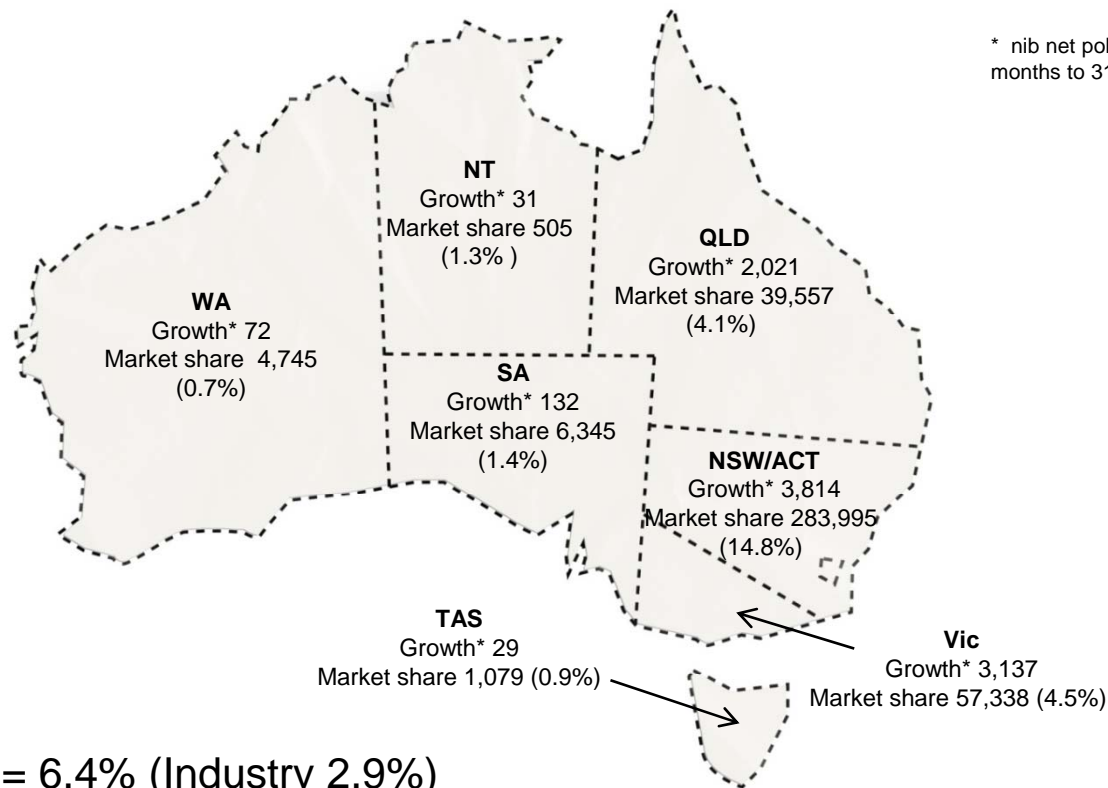 * nib net
months to 31
NT
Growth* 31
Market share 505
(1.3% )
QLD
Growth* 2,021
Market share 39,557
(4.1%)
WA
Growth* 72
Market share 4,745
(0.7%)
SA
Growth* 132
Market share 6,345
(1.4%)
NSW/ACT
Growth* 3,814
Market share 283,995
(14.8%)
TAS
Growth* 29
Market share 1,079 (0.9%)
Vic
Growth* 3,137
Market share 57,338 (4.5%)
= 6.4% (Industry 2.9%)